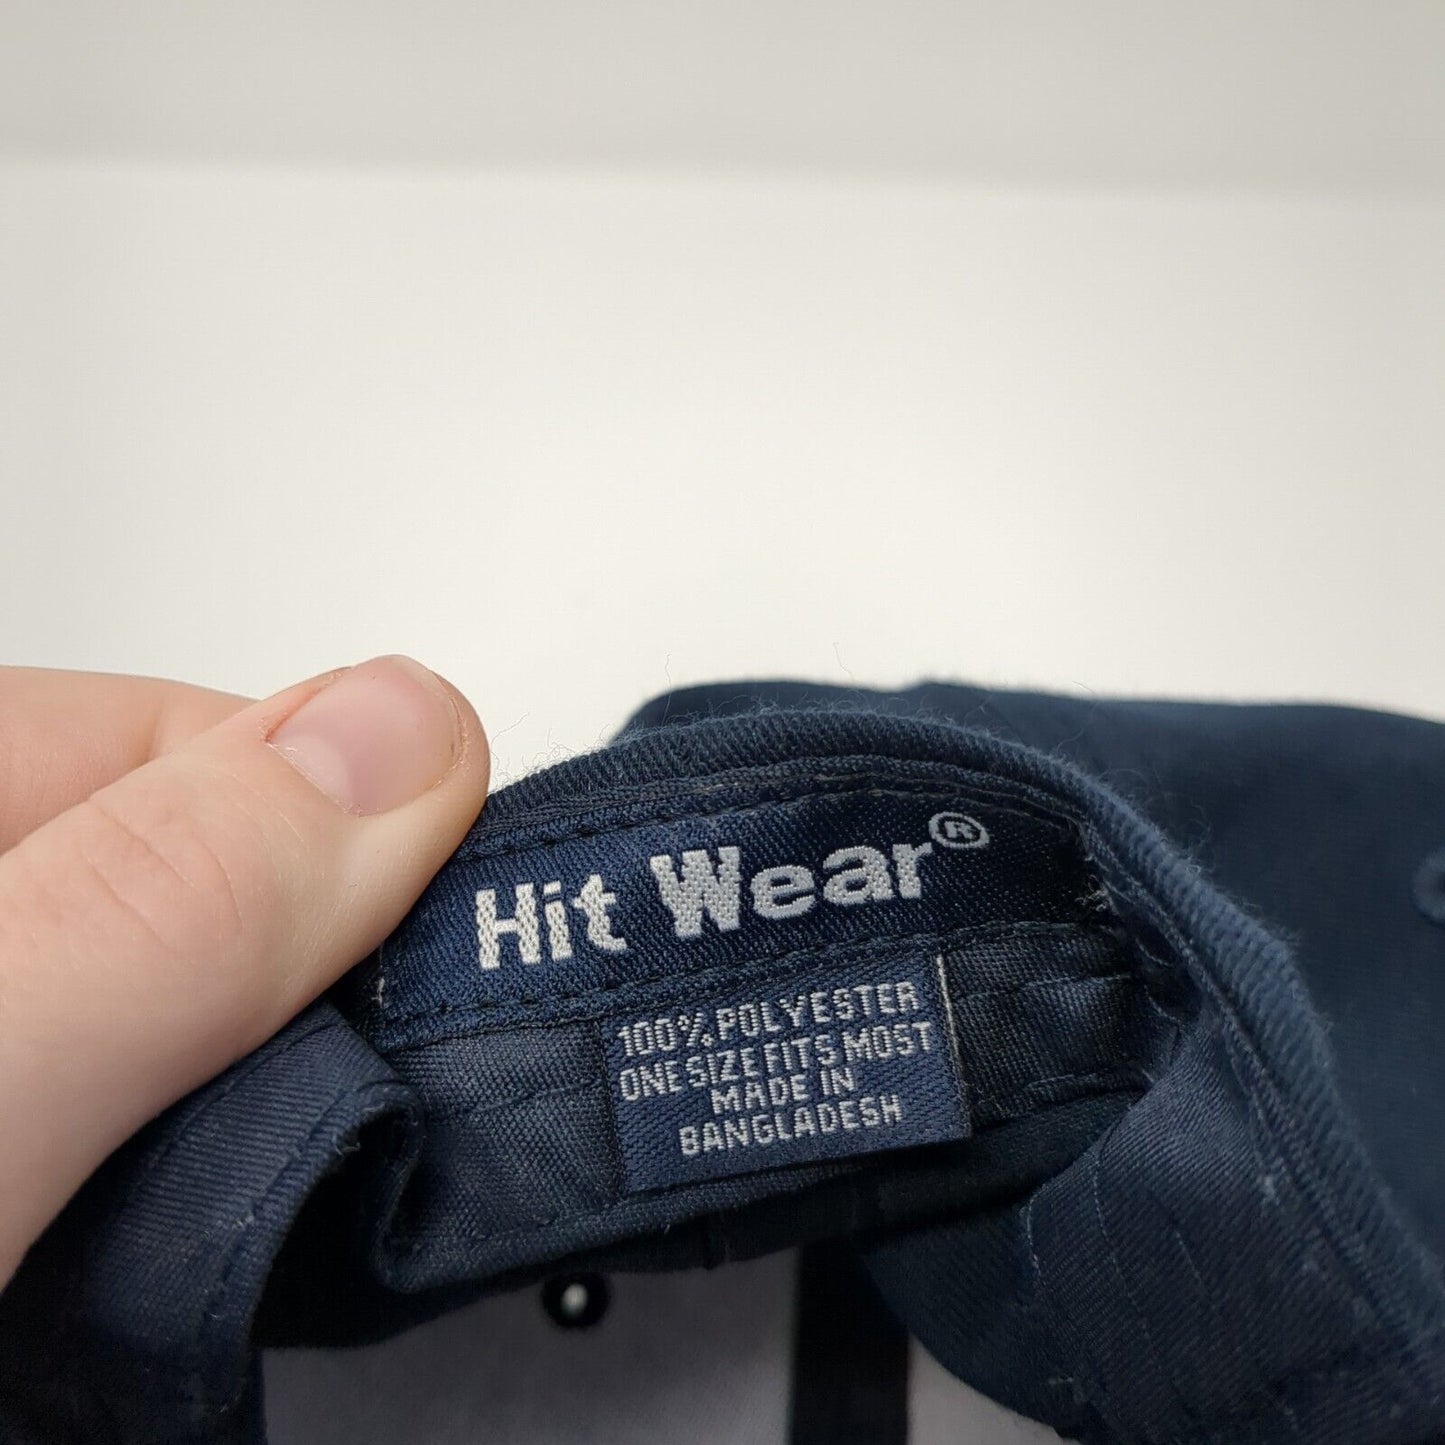 Hit Wear®
100% POLYESTER
ONE SIZE FITS MOST
MADE IN
BANGLADESH